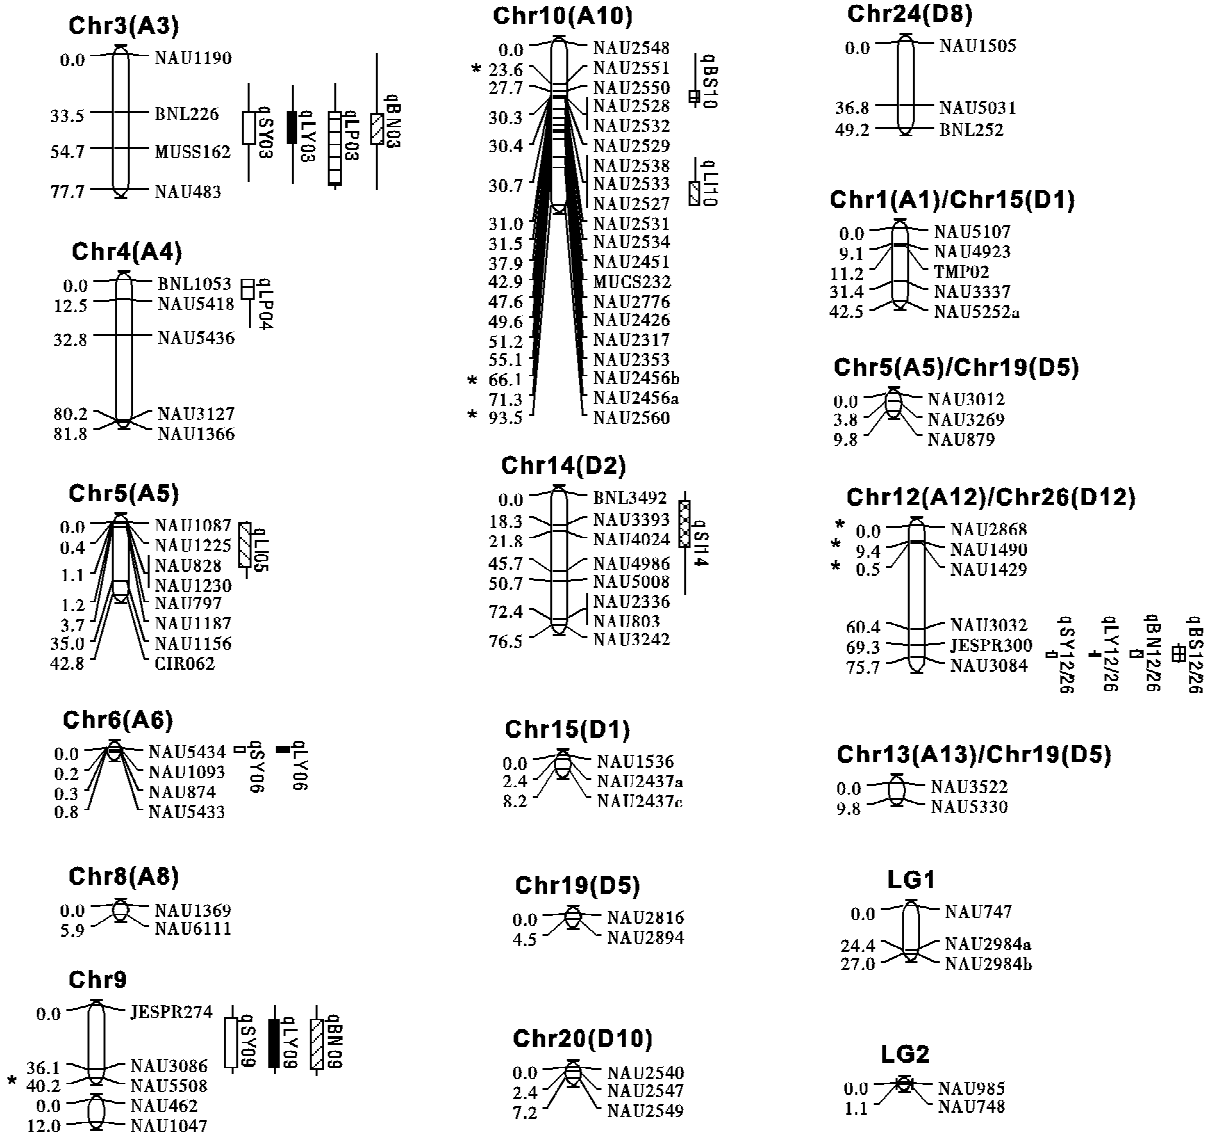 Chr3(A3)
0.0 NAU1190
33.5 BNL226
54.7 MUSS162
77.7 NAU483
qSY03
qLY03
qLP03
qBN03
Chr4(A4)
0.0 BNL1053
12.5 NAU5418
32.8 NAU5436
80.2 NAU3127
81.8 NAU1366
qLP04
Chr5(A5)
0.0 NAU1087
0.4 NAU1225
NAU828
1.1
NAU1230
1.2 NAU797
3.7 NAU1187
35.0 NAU1156
42.8 CIR062
qLI05
Chr6(A6)
0.0 NAU5434
0.2 NAU1093
0.3 NAU874
0.8 NAU5433
qSY06
qLY06
Chr8(A8)
0.0 NAU1369
5.9 NAU6111
Chr9
0.0 JESPR274
36.1 NAU3086
* 40.2 NAU5508
0.0 NAU462
12.0 NAU1047
qSY09
qLY09
qBN09
Chr10(A10)
0.0 NAU2548
* 23.6 NAU2551
27.7 NAU2550
NAU2528
30.3
NAU2532
30.4 NAU2529
NAU2538
30.7 NAU2533
NAU2527
31.0 NAU2531
31.5 NAU2534
37.9 NAU2451
42.9 MUCS232
47.6 NAU2776
49.6 NAU2426
51.2 NAU2317
55.1 NAU2353
* 66.1 NAU2456b
71.3 NAU2456a
* 93.5 NAU2560
qBS10
qLI10
Chr14(D2)
0.0 BNL3492
18.3 NAU3393
21.8 NAU4024
45.7 NAU4986
50.7 NAU5008
NAU2336
72.4
NAU803
76.5 NAU3242
qSI14
Chr15(D1)
0.0 NAU1536
2.4 NAU2437a
8.2 NAU2437c
Chr19(D5)
0.0 NAU2816
4.5 NAU2894
Chr20(D10)
0.0 NAU2540
2.4 NAU2547
7.2 NAU2549
Chr24(D8)
0.0 NAU1505
36.8 NAU5031
49.2 BNL252
Chr1(A1)/Chr15(D1)
0.0 NAU5107
9.1 NAU4923
11.2 TMP02
31.4 NAU3337
42.5 NAU5252a
Chr5(A5)/Chr19(D5)
0.0 NAU3012
3.8 NAU3269
9.8 NAU879
Chr12(A12)/Chr26(D12)
* 0.0 NAU2868
* 9.4 NAU1490
* 0.5 NAU1429
60.4 NAU3032
69.3 JESPR300
75.7 NAU3084
qSY12/26
qLY12/26
qBN12/26
qBS12/26
Chr13(A13)/Chr19(D5)
0.0 NAU3522
9.8 NAU5330
LG1
0.0 NAU747
24.4 NAU2984a
27.0 NAU2984b
LG2
0.0 NAU985
1.1 NAU748